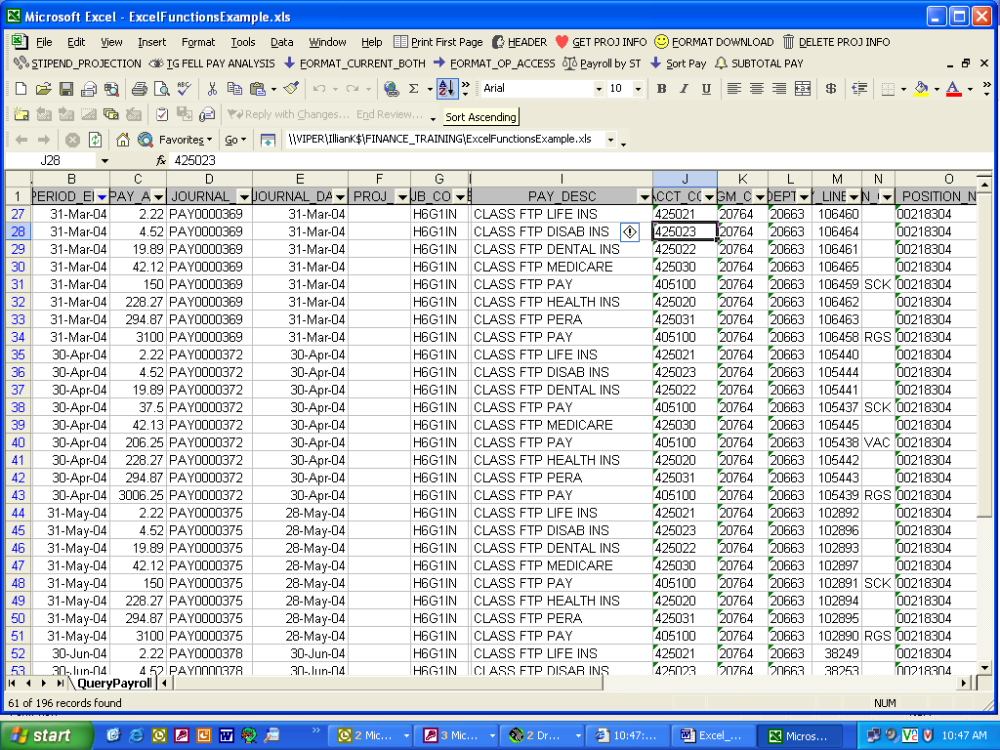 Microsoft Excel - ExcelFunctionsExample.xls
File Edit View Insert Format Tools Data Window Help Print First Page HEADER GET PROJ INFO FORMAT DOWNLOAD DELETE PROJ INFO
STIPEND_PROJECTION TG FELL PAY ANALYSIS FORMAT_CURRENT_BOTH FORMAT_OP_ACCESS Payroll by ST Sort Pay SUBTOTAL PAY
Arial 10 B I U $
Reply with Changes... End Review... Sort Ascending
Favorites Go \\VIPER\IllianK$\FINANCE_TRAINING\ExcelFunctionsExample.xls
J28 fx 425023
B C D E F G I J K L M N O
1 PERIOD_E PAY_A JOURNAL_ JOURNAL_DA PROJ_ UB_CO PAY_DESC ACCT_CO GM_C DEPT _LINE N_ POSITION_N
27 31-Mar-04 2.22 PAY0000369 31-Mar-04 H6G1IN CLASS FTP LIFE INS 425021 20764 20663 106460 00218304
28 31-Mar-04 4.52 PAY0000369 31-Mar-04 H6G1IN CLASS FTP DISAB INS 425023 20764 20663 106464 00218304
29 31-Mar-04 19.89 PAY0000369 31-Mar-04 H6G1IN CLASS FTP DENTAL INS 425022 20764 20663 106461 00218304
30 31-Mar-04 42.12 PAY0000369 31-Mar-04 H6G1IN CLASS FTP MEDICARE 425030 20764 20663 106465 00218304
31 31-Mar-04 150 PAY0000369 31-Mar-04 H6G1IN CLASS FTP PAY 405100 20764 20663 106459 SCK 00218304
32 31-Mar-04 228.27 PAY0000369 31-Mar-04 H6G1IN CLASS FTP HEALTH INS 425020 20764 20663 106462 00218304
33 31-Mar-04 294.87 PAY0000369 31-Mar-04 H6G1IN CLASS FTP PERA 425031 20764 20663 106463 00218304
34 31-Mar-04 3100 PAY0000369 31-Mar-04 H6G1IN CLASS FTP PAY 405100 20764 20663 106458 RGS 00218304
35 30-Apr-04 2.22 PAY0000372 30-Apr-04 H6G1IN CLASS FTP LIFE INS 425021 20764 20663 105440 00218304
36 30-Apr-04 4.52 PAY0000372 30-Apr-04 H6G1IN CLASS FTP DISAB INS 425023 20764 20663 105444 00218304
37 30-Apr-04 19.89 PAY0000372 30-Apr-04 H6G1IN CLASS FTP DENTAL INS 425022 20764 20663 105441 00218304
38 30-Apr-04 37.5 PAY0000372 30-Apr-04 H6G1IN CLASS FTP PAY 405100 20764 20663 105437 SCK 00218304
39 30-Apr-04 42.13 PAY0000372 30-Apr-04 H6G1IN CLASS FTP MEDICARE 425030 20764 20663 105445 00218304
40 30-Apr-04 206.25 PAY0000372 30-Apr-04 H6G1IN CLASS FTP PAY 405100 20764 20663 105438 VAC 00218304
41 30-Apr-04 228.27 PAY0000372 30-Apr-04 H6G1IN CLASS FTP HEALTH INS 425020 20764 20663 105442 00218304
42 30-Apr-04 294.87 PAY0000372 30-Apr-04 H6G1IN CLASS FTP PERA 425031 20764 20663 105443 00218304
43 30-Apr-04 3006.25 PAY0000372 30-Apr-04 H6G1IN CLASS FTP PAY 405100 20764 20663 105439 RGS 00218304
44 31-May-04 2.22 PAY0000375 28-May-04 H6G1IN CLASS FTP LIFE INS 425021 20764 20663 102892 00218304
45 31-May-04 4.52 PAY0000375 28-May-04 H6G1IN CLASS FTP DISAB INS 425023 20764 20663 102896 00218304
46 31-May-04 19.89 PAY0000375 28-May-04 H6G1IN CLASS FTP DENTAL INS 425022 20764 20663 102893 00218304
47 31-May-04 42.12 PAY0000375 28-May-04 H6G1IN CLASS FTP MEDICARE 425030 20764 20663 102897 00218304
48 31-May-04 150 PAY0000375 28-May-04 H6G1IN CLASS FTP PAY 405100 20764 20663 102891 SCK 00218304
49 31-May-04 228.27 PAY0000375 28-May-04 H6G1IN CLASS FTP HEALTH INS 425020 20764 20663 102894 00218304
50 31-May-04 294.87 PAY0000375 28-May-04 H6G1IN CLASS FTP PERA 425031 20764 20663 102895 00218304
51 31-May-04 3100 PAY0000375 28-May-04 H6G1IN CLASS FTP PAY 405100 20764 20663 102890 RGS 00218304
52 30-Jun-04 2.22 PAY0000378 30-Jun-04 H6G1IN CLASS FTP LIFE INS 425021 20764 20663 38249 00218304
53 30-Jun-04 4.52 PAY0000378 30-Jun-04 H6G1IN CLASS FTP DISAB INS 425023 20764 20663 38253 00218304
QueryPayroll
61 of 196 records found NUM
start 2 Mic... 3 Mic... 2 Dr... 10:47:... Excel_... Micros... 10:47 AM